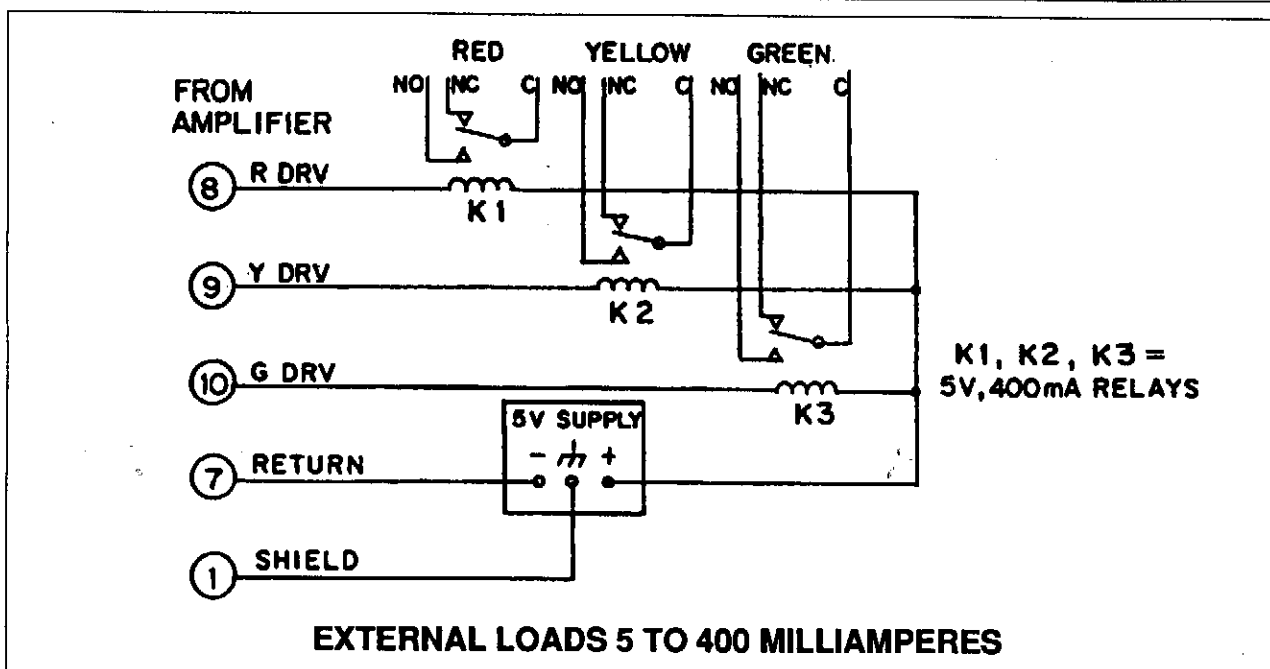 RED YELLOW GREEN
NO NC C NO NC C NO NC C
FROM
AMPLIFIER
8 R DRV
K1
9 Y DRV
K2
10 G DRV
K3
K1, K2, K3 =
5V, 400mA RELAYS
5V SUPPLY
- +
7 RETURN
1 SHIELD
EXTERNAL LOADS 5 TO 400 MILLIAMPERES